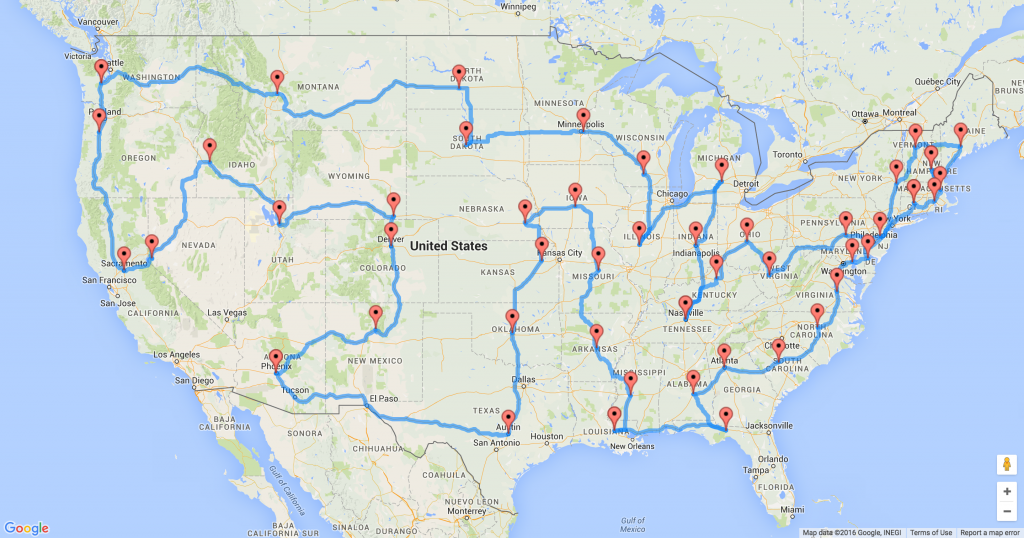 Winnipeg
Vancouver
Victoria
attle
WASHINGTON
MONTANA
NORTH
DAKOTA
Québec City
MINNESOTA
Ottawa
Montreal
BRUNS
AINE
P
rtland
Minneapolis
WISCONSIN
VERMONT
NEW
HAMPSHIRE
OREGON
IDAHO
SOUTH
DAKOTA
MICHIGAN
Toronto
NEW YORK
MASSACHUSETTS
WYOMING
Chicago
Detroit
RI
NEBRASKA
IOWA
PENNSYLVANIA
New York
NEVADA
Denver
United States
ILLINOIS
INDIANA
OHIO
Philadelphia
Sacramento
UTAH
COLORADO
Kansas City
Indianapolis
MARYLAND
NJ
DE
San Francisco
KANSAS
MISSOURI
WEST
VIRGINIA
Washington
San Jose
CALIFORNIA
Las Vegas
KENTUCKY
VIRGINIA
Nashville
OKLAHOMA
TENNESSEE
NORTH
CAROLINA
Los Angeles
ARIZONA
Phoenix
NEW MEXICO
ARKANSAS
Atlanta
Charlotte
SOUTH
CAROLINA
San Diego
Tucson
Dallas
MISSISSIPPI
ALABAMA
GEORGIA
El Paso
TEXAS
BAJA
CALIFORNIA
SONORA
Austin
San Antonio
Houston
LOUISIANA
New Orleans
Jacksonville
CHIHUAHUA
Gulf of
California
COAHUILA
Orlando
Tampa
FLORIDA
NUEVO LEON
Monterrey
Miami
BAJA
CALIFORNIA SUR
SINALOA
DURANGO
Gulf of
Mexico
+
−
Google
Map data ©2016 Google, INEGI
Terms of Use
Report a map error